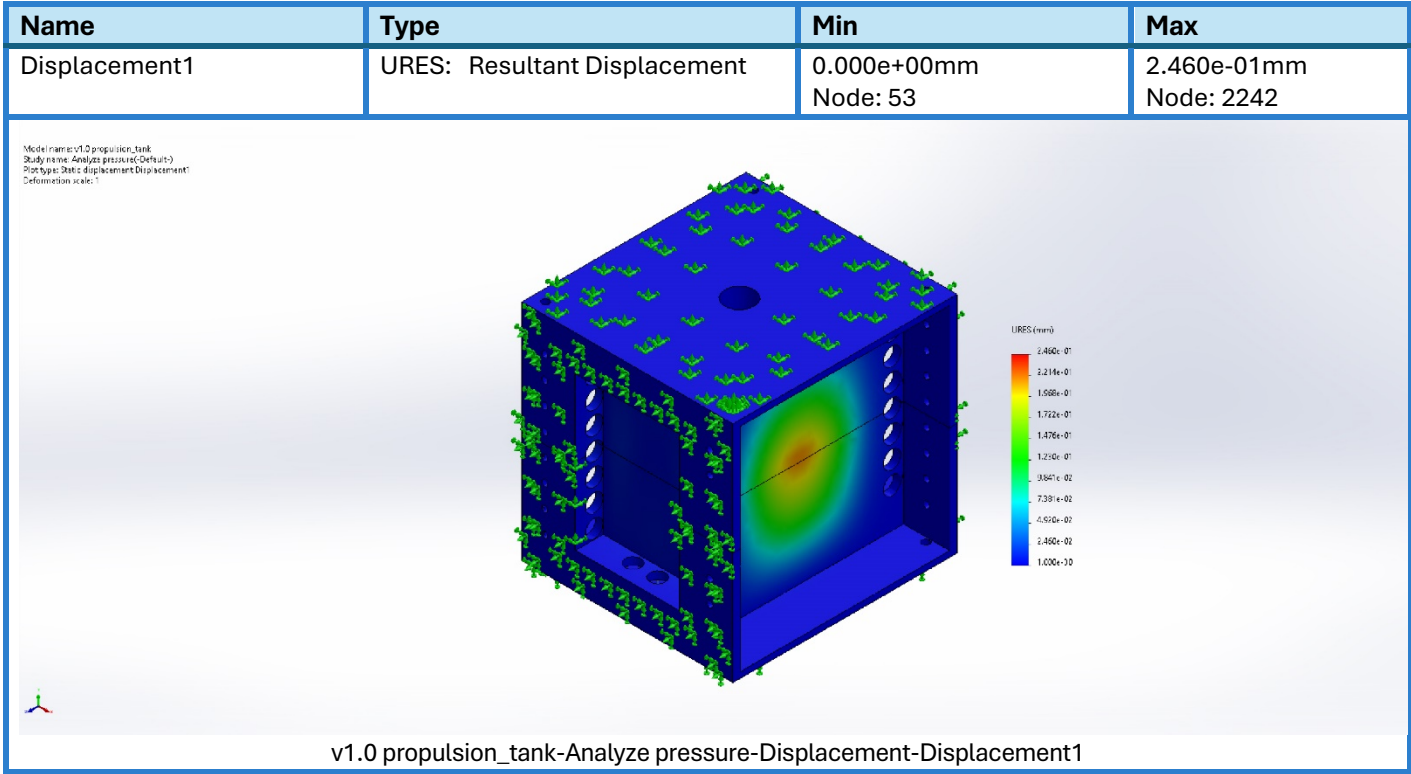 Name Type Min Max
Displacement1 URES: Resultant Displacement 0.000e+00mm 2.460e-01mm
Node: 53 Node: 2242
Model name: v1.0 propulsion_tank
Study name: Analyze pressure(-Default-)
Plot type: Static displacement Displacement1
Deformation scale: 1
URES (mm)
2.460e-01
2.214e-01
1.968e-01
1.722e-01
1.476e-01
1.230e-01
9.841e-02
7.381e-02
4.920e-02
2.460e-02
1.000e-30
v1.0 propulsion_tank-Analyze pressure-Displacement-Displacement1